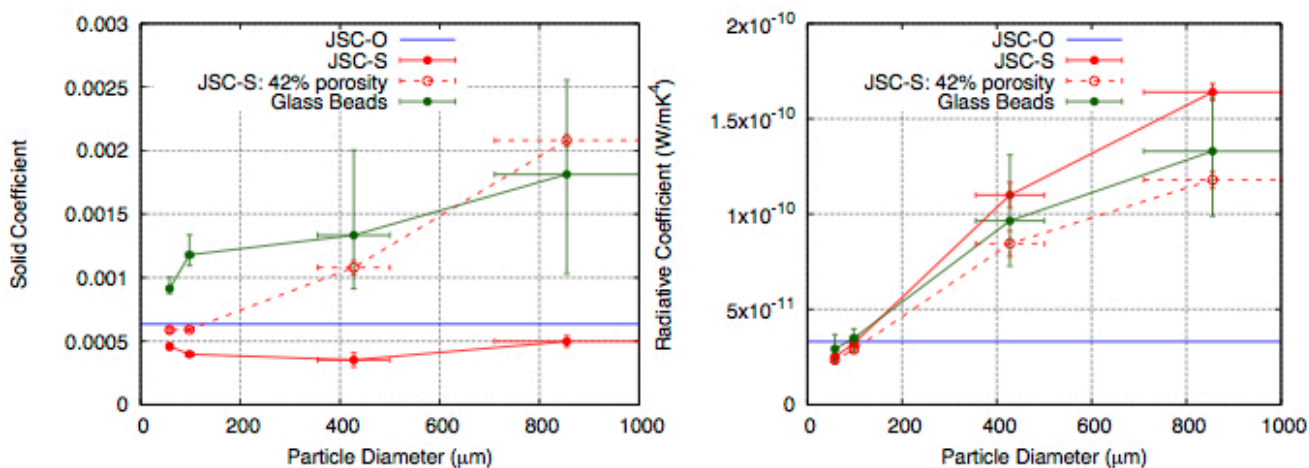 0.003
0.0025
0.002
0.0015
0.001
0.0005
0
Solid Coefficient
JSC-O
JSC-S
JSC-S: 42% porosity
Glass Beads
0 200 400 600 800 1000
Particle Diameter (μm)
2x10-10
1.5x10-10
1x10-10
5x10-11
0
Radiative Coefficient (W/mK4)
JSC-O
JSC-S
JSC-S: 42% porosity
Glass Beads
0 200 400 600 800 1000
Particle Diameter (μm)